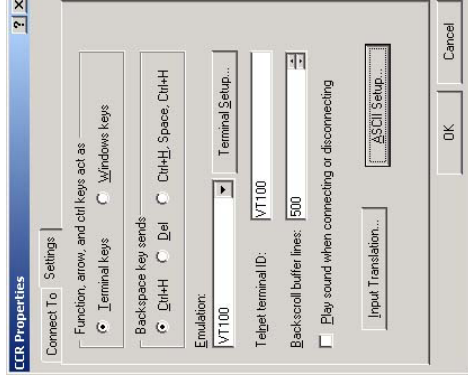 CCR Properties
Connect To Settings
Function, arrow, and ctrl keys act as
Terminal keys Windows keys
Backspace key sends
Ctrl+H Del Ctrl+H, Space, Ctrl+H
Emulation:
VT100 Terminal Setup...
Telnet terminal ID: VT100
Backscroll buffer lines: 500
Play sound when connecting or disconnecting
Input Translation... ASCII Setup...
OK Cancel